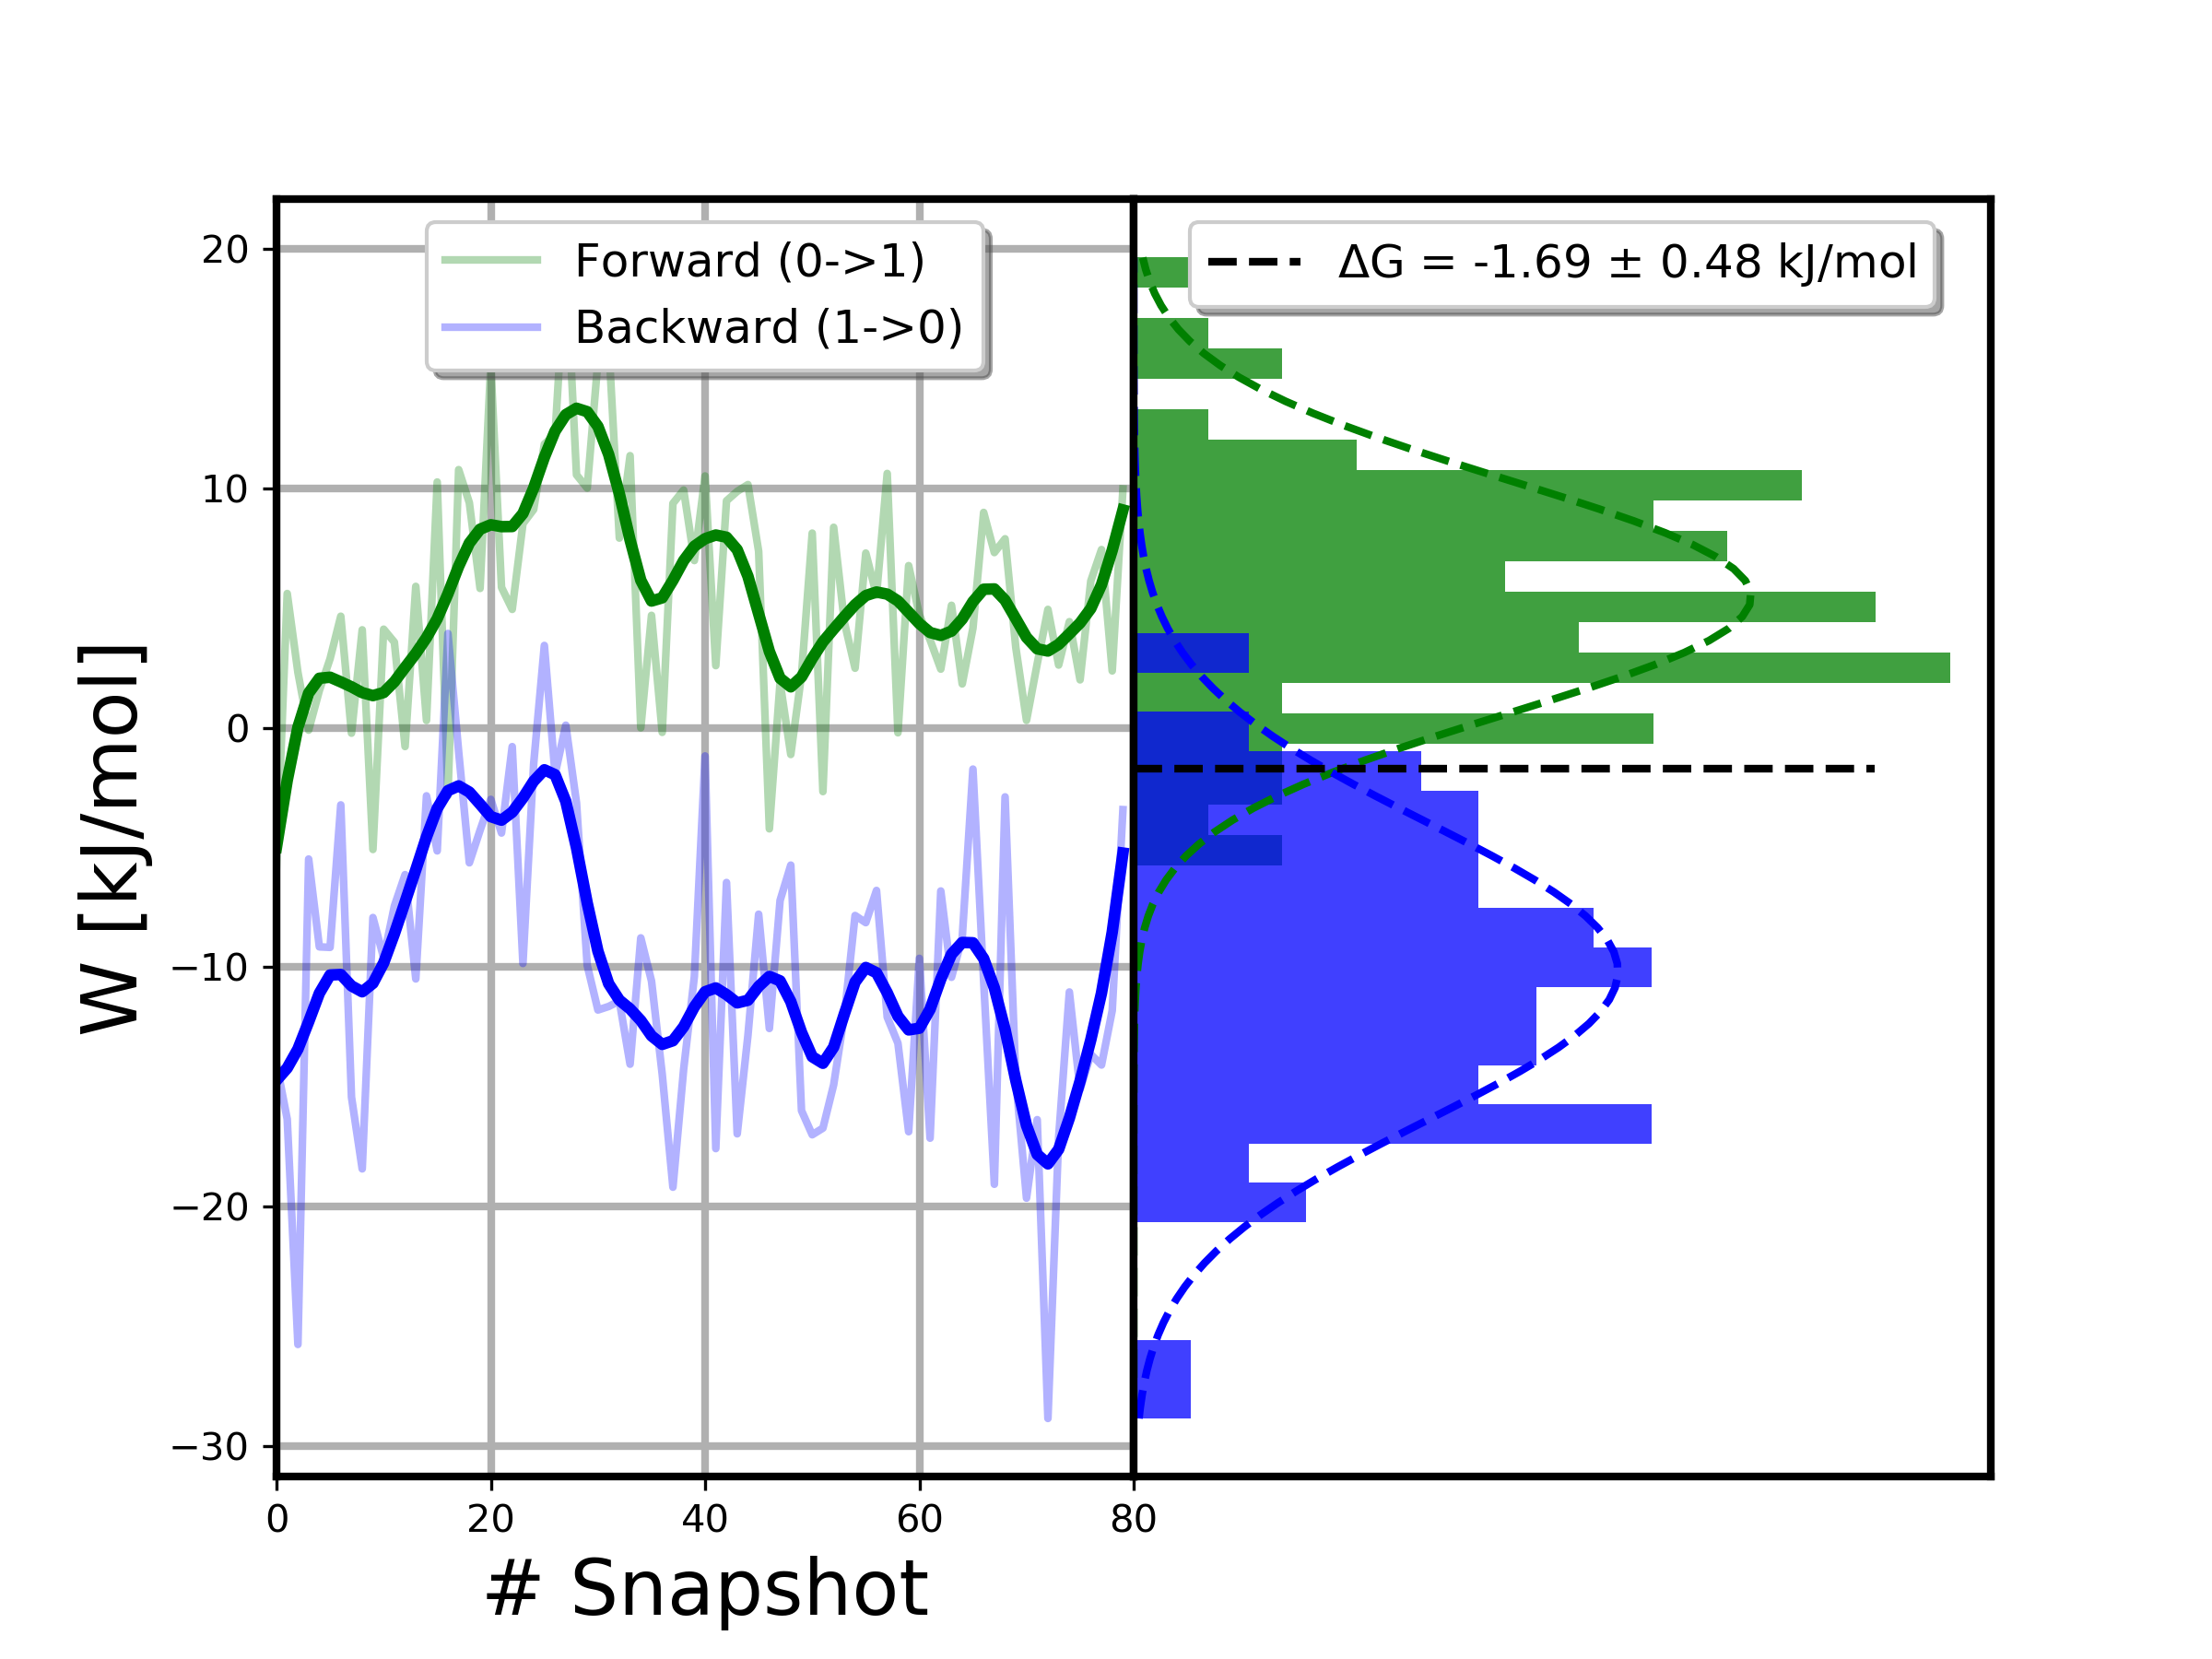 Forward (0->1)
Backward (1->0)
ΔG = -1.69 ± 0.48 kJ/mol
W [kJ/mol]
20
10
0
−10
−20
−30
0 20 40 60 80
# Snapshot